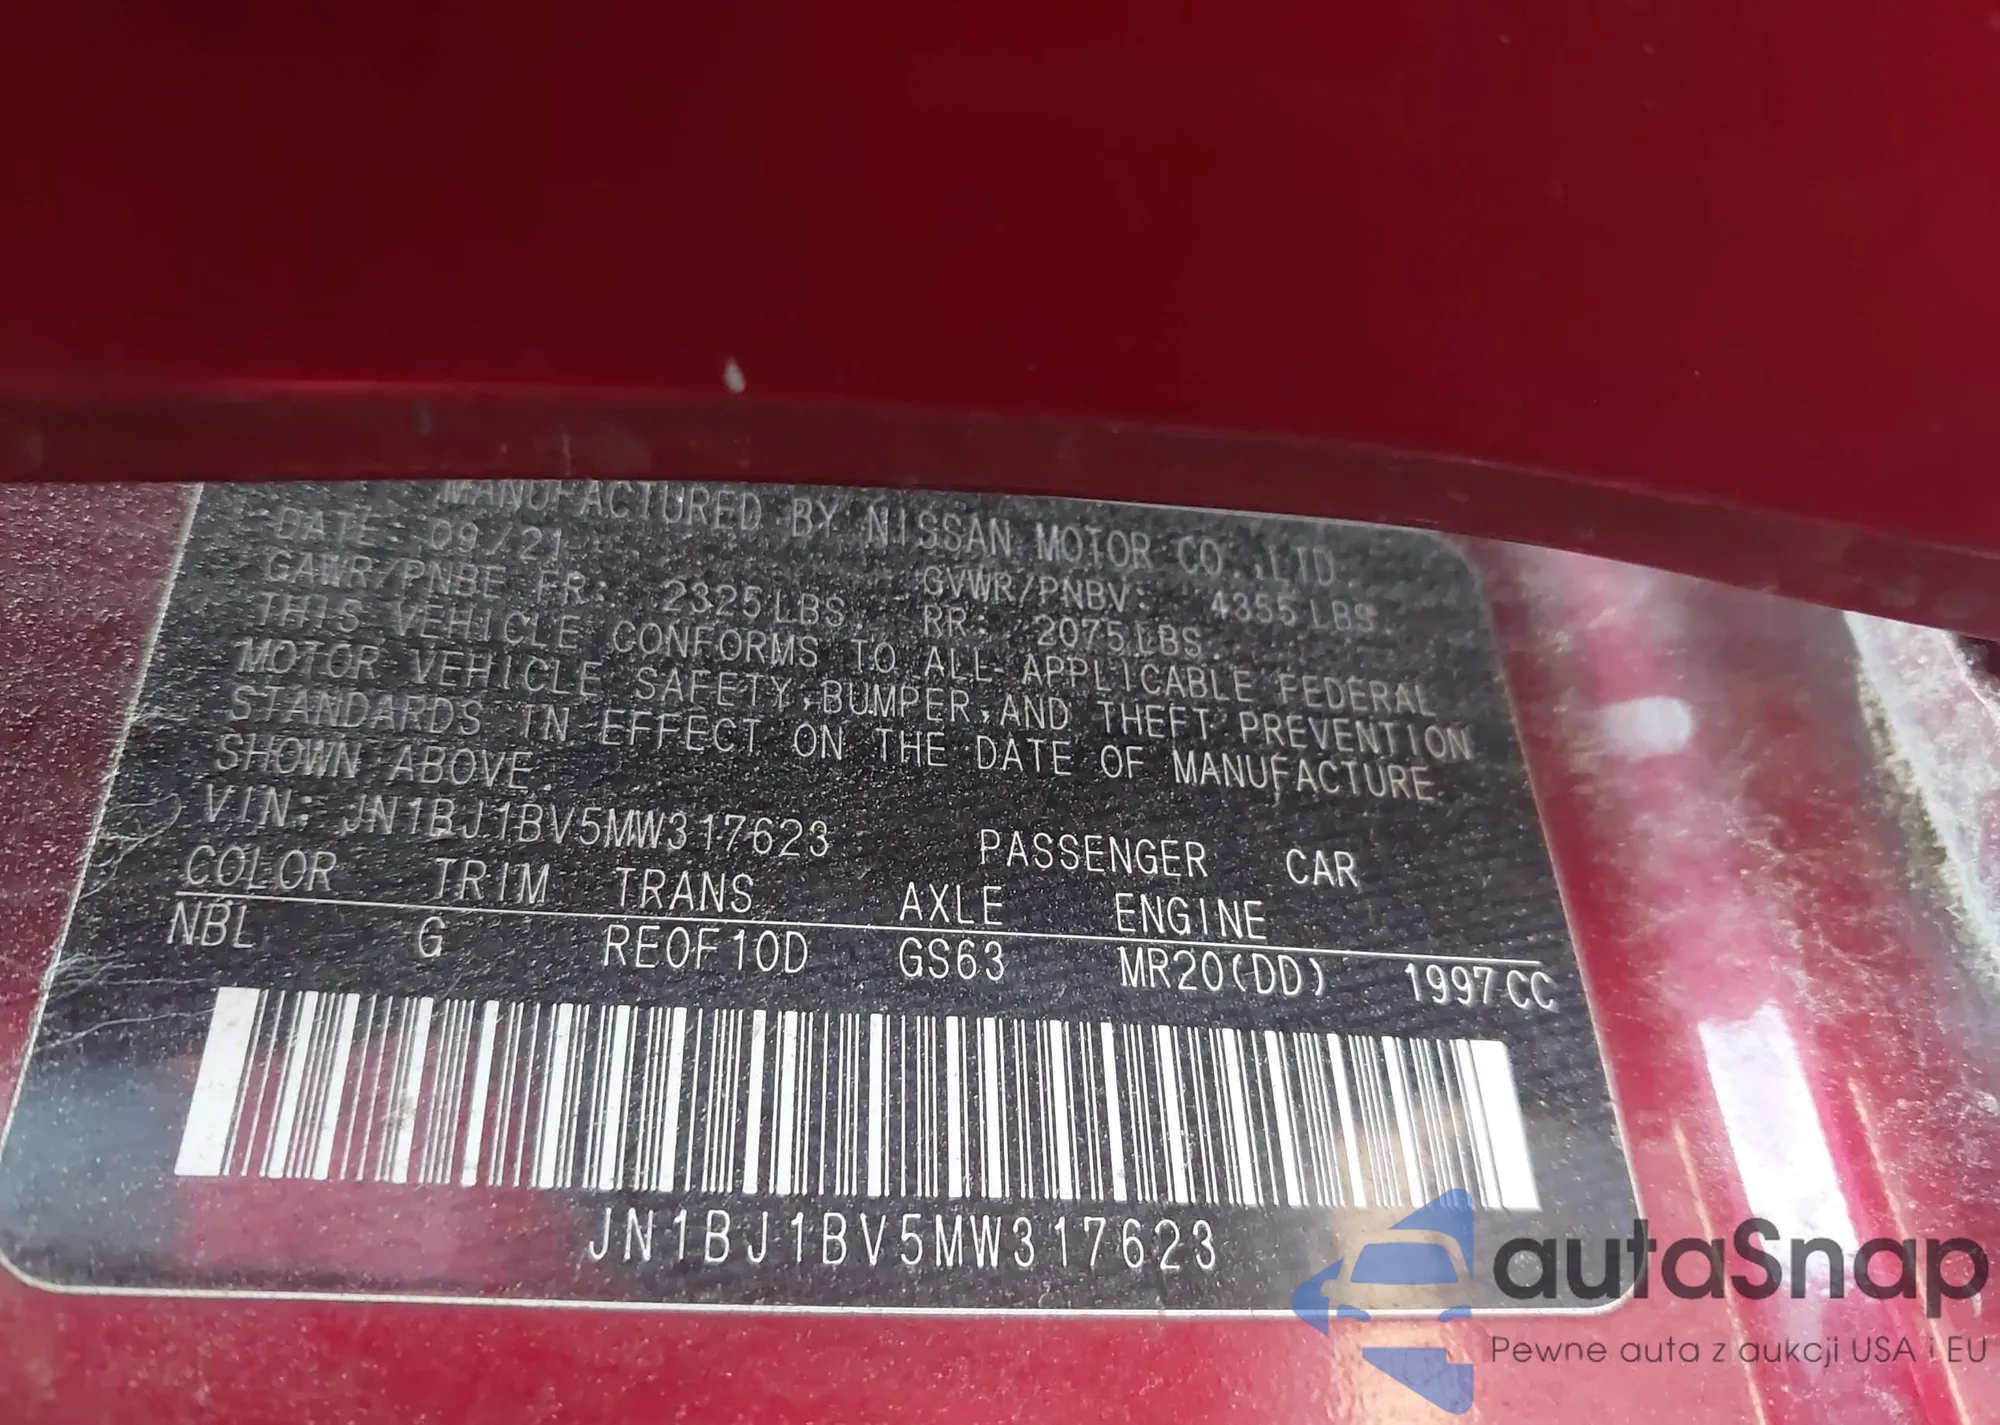 MANUFACTURED BY NISSAN MOTOR CO.,LTD.
DATE 09/21
GVWR/PNBV: 4355LBS.
GAWR/PNBE FR: 2325LBS. RR: 2075LBS.
THIS VEHICLE CONFORMS TO ALL APPLICABLE FEDERAL
MOTOR VEHICLE SAFETY,BUMPER,AND THEFT PREVENTION
STANDARDS IN EFFECT ON THE DATE OF MANUFACTURE
SHOWN ABOVE.
VIN: JN1BJ1BV5MW317623 PASSENGER CAR
COLOR TRIM TRANS AXLE ENGINE
NBL G RE0F10D GS63 MR20(DD) 1997CC
JN1BJ1BV5MW317623
autaSnap
Pewne auta z aukcji USA i EU